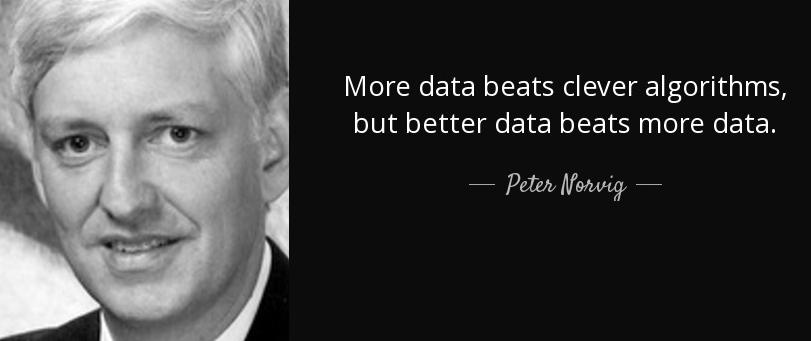 More data beats clever algorithms,
but better data beats more data.
— Peter Norvig —